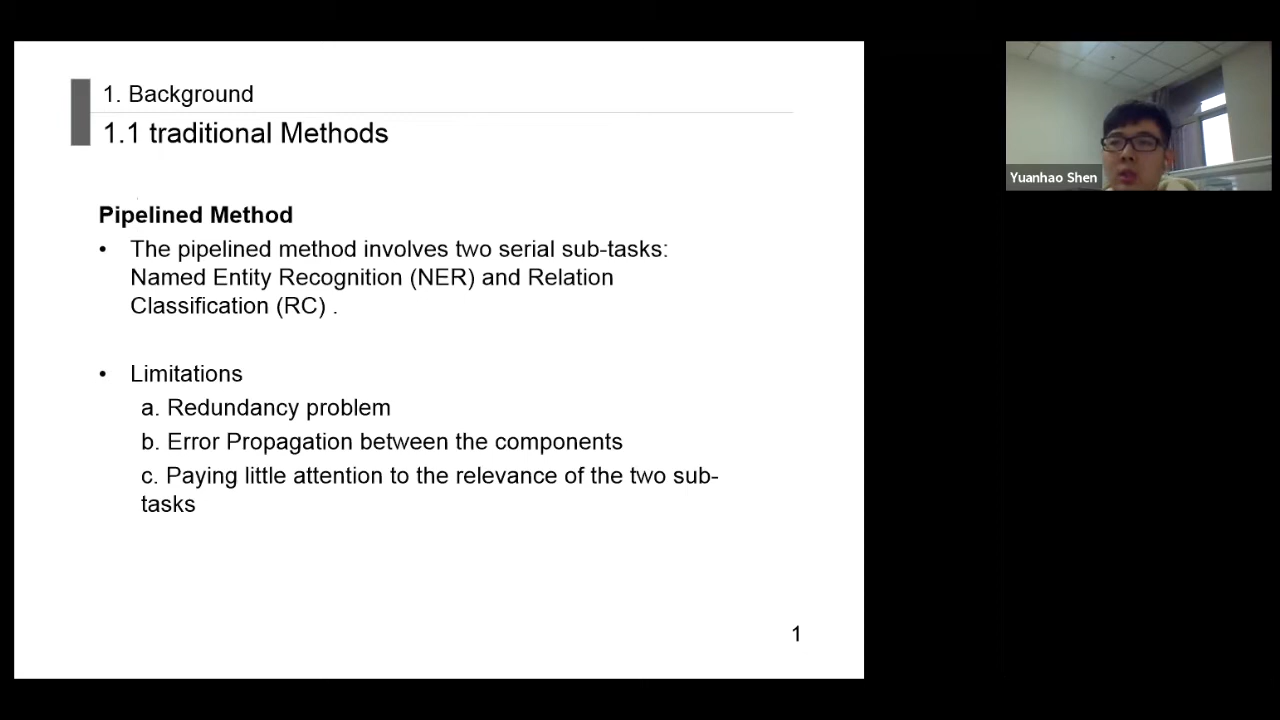 1. Background
1.1 traditional Methods
Pipelined Method
• The pipelined method involves two serial sub-tasks:
Named Entity Recognition (NER) and Relation
Classification (RC) .
• Limitations
a. Redundancy problem
b. Error Propagation between the components
c. Paying little attention to the relevance of the two sub-
tasks
1
Yuanhao Shen